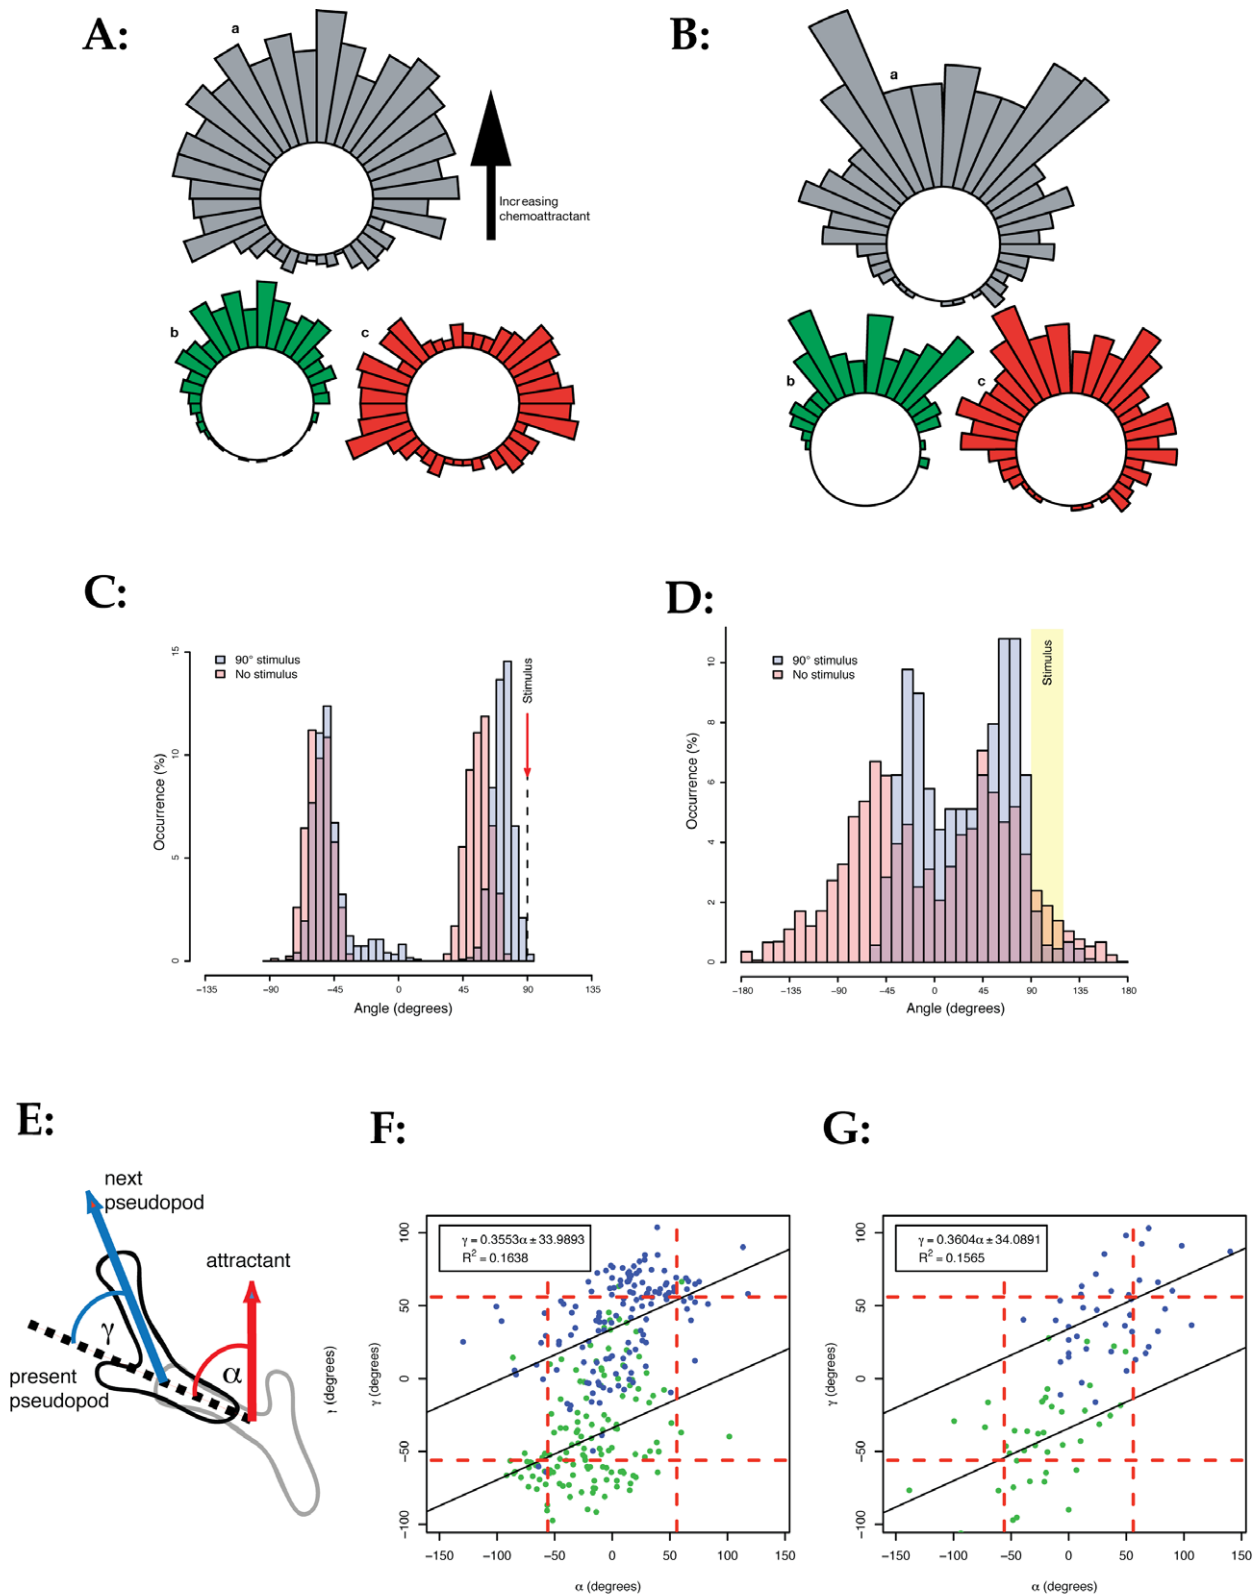 A:
B:
a
a
Increasing
chemoattractant
b
c
b
c
C:
D:
90° stimulus
No stimulus
Stimulus
15
10
5
0
Occurrence (%)
−135
−90
−45
0
45
90
135
Angle (degrees)
90° stimulus
No stimulus
Stimulus
10
8
6
4
2
0
Occurrence (%)
−180
−135
−90
−45
0
45
90
135
180
Angle (degrees)
E:
F:
G:
next
pseudopod
attractant
γ
α
present
pseudopod
γ = 0.3553α ± 33.9893
R² = 0.1638
100
50
0
−50
−100
γ (degrees)
−150
−100
−50
0
50
100
150
α (degrees)
γ = 0.3604α ± 34.0891
R² = 0.1565
100
50
0
−50
−100
γ (degrees)
−150
−100
−50
0
50
100
150
α (degrees)